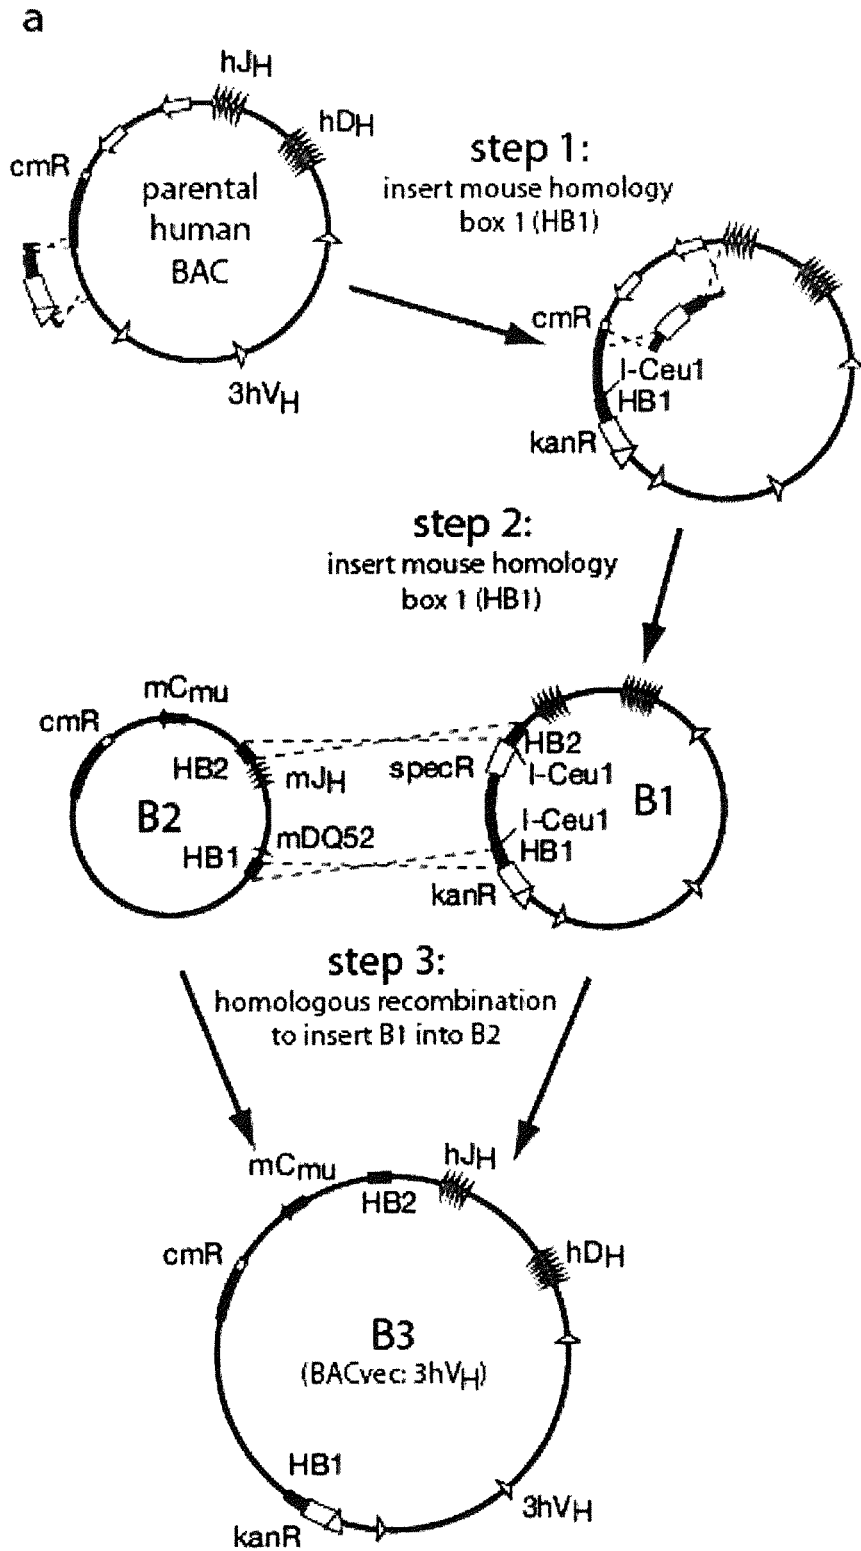 a
hJH
hDH
cmR
parental
human
BAC
3hVH
step 1:
insert mouse homology
box 1 (HB1)
cmR
I-Ceu1
HB1
kanR
step 2:
insert mouse homology
box 1 (HB1)
mCmu
cmR
HB2
mJH
B2
mDQ52
HB1
HB2
specR
I-Ceu1
B1
I-Ceu1
HB1
kanR
step 3:
homologous recombination
to insert B1 into B2
mCmu
HB2
hJH
cmR
hDH
B3
(BACvec: 3hVH)
HB1
kanR
3hVH